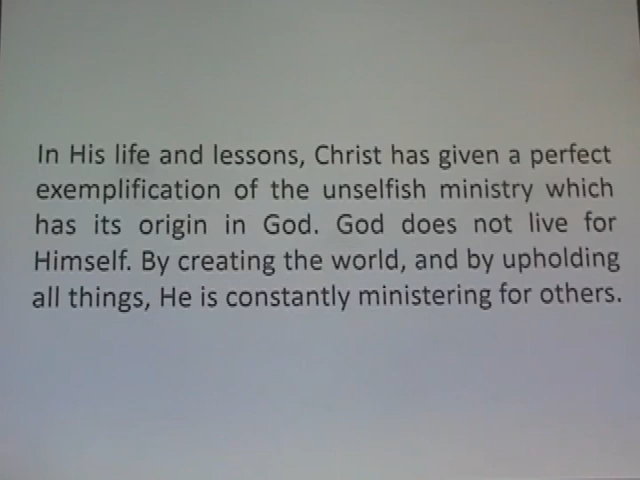 In His life and lessons, Christ has given a perfect
exemplification of the unselfish ministry which
has its origin in God. God does not live for
Himself. By creating the world, and by upholding
all things, He is constantly ministering for others.